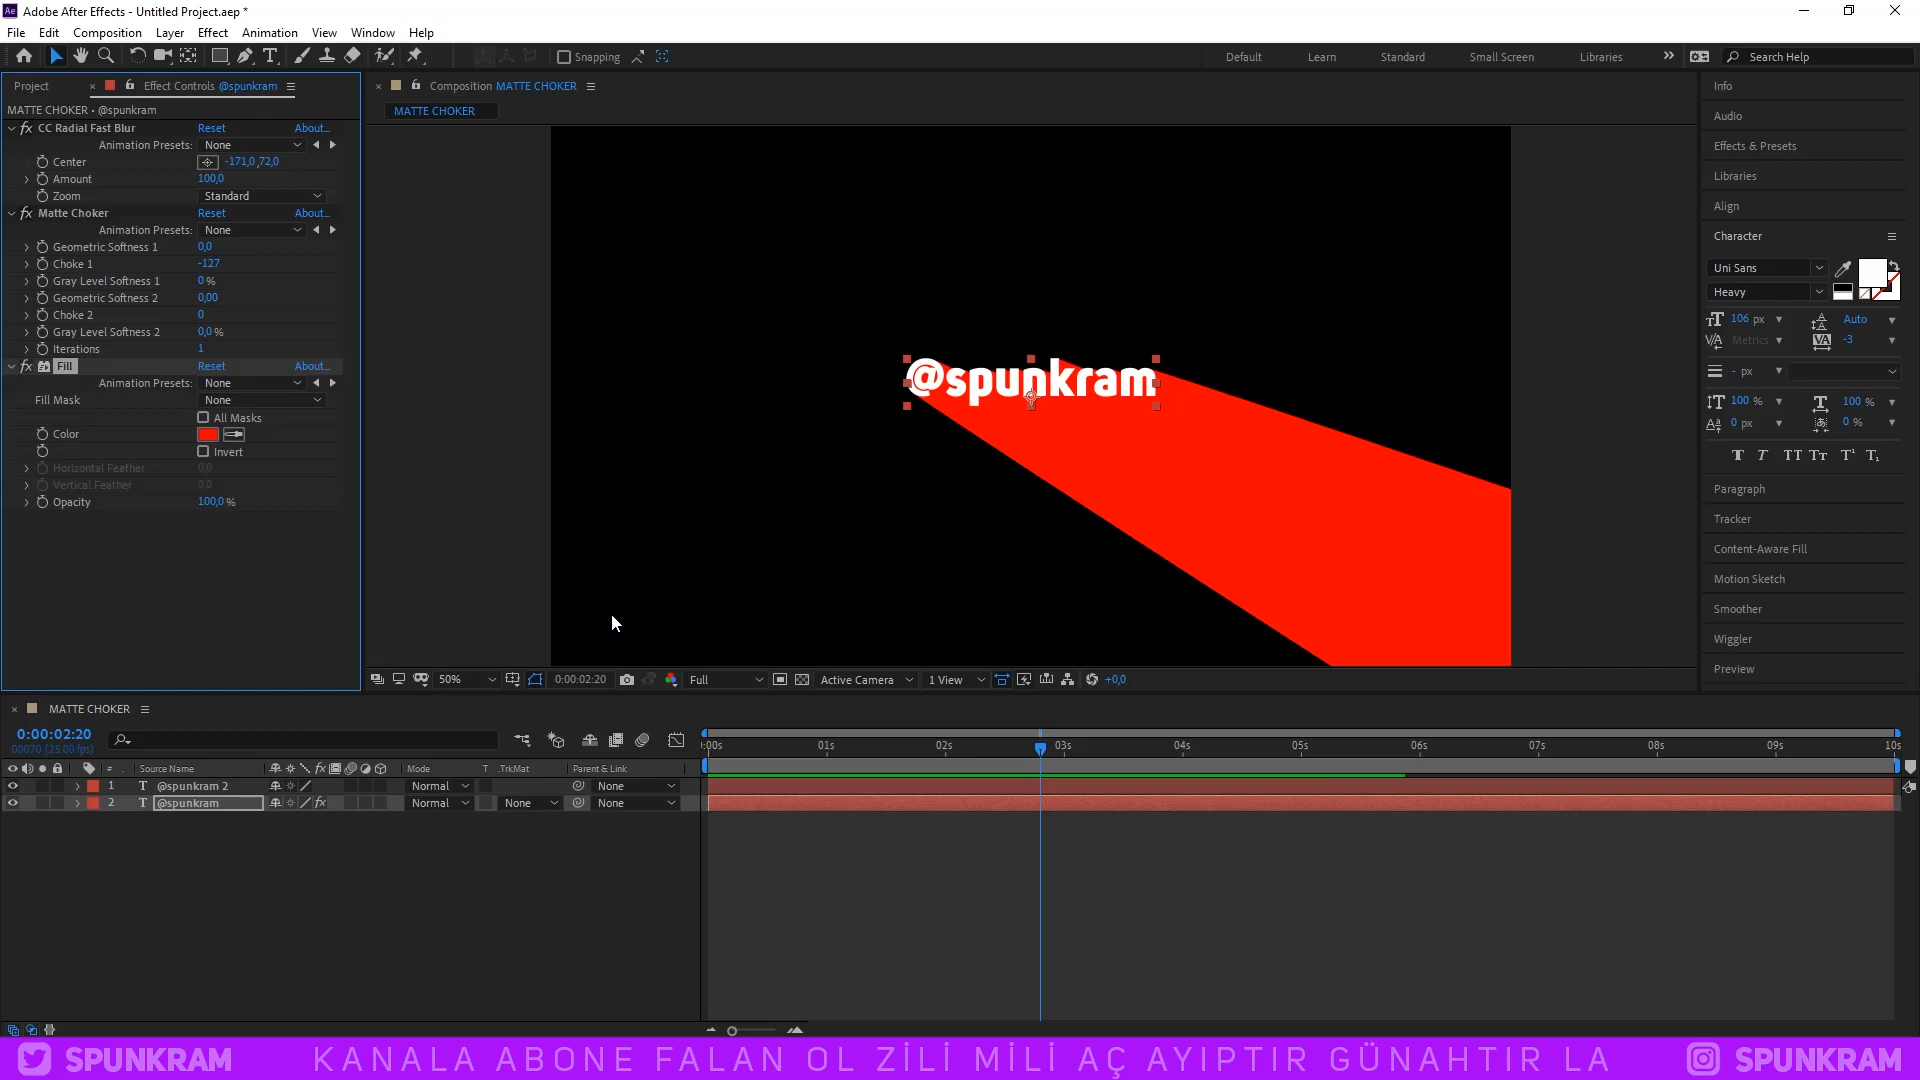 Adobe After Effects - Untitled Project.aep *
File Edit Composition Layer Effect Animation View Window Help
Snapping
Default Learn Standard Small Screen Libraries
Search Help
Project
Effect Controls @spunkram
MATTE CHOKER • @spunkram
CC Radial Fast Blur Reset About...
Animation Presets: None
Center -171,0,72,0
Amount 100,0
Zoom Standard
Matte Choker Reset About...
Animation Presets: None
Geometric Softness 1 0,0
Choke 1 -127
Gray Level Softness 1 0 %
Geometric Softness 2 0,00
Choke 2 0
Gray Level Softness 2 0,0 %
Iterations 1
Fill Reset About...
Animation Presets: None
Fill Mask None
All Masks
Color
Invert
Horizontal Feather 0,0
Vertical Feather 0,0
Opacity 100,0 %
Composition MATTE CHOKER
MATTE CHOKER
@spunkram
50% 0:00:02:20 Full Active Camera 1 View +0,0
Info
Audio
Effects & Presets
Libraries
Align
Character
Uni Sans
Heavy
106 px Auto
Metrics -3
- px
100 % 100 %
0 px 0 %
T T TT Tт T¹ T₁
Paragraph
Tracker
Content-Aware Fill
Motion Sketch
Smoother
Wiggler
Preview
MATTE CHOKER
0:00:02:20
00070 (25.00 fps)
:00s 01s 02s 03s 04s 05s 06s 07s 08s 09s 10s
# Source Name Mode T .TrkMat Parent & Link
1 T @spunkram 2 Normal None
2 T @spunkram Normal None None
SPUNKRAM KANALA ABONE FALAN OL ZİLİ MİLİ AÇ AYIPTIR GÜNAHTIR LA SPUNKRAM